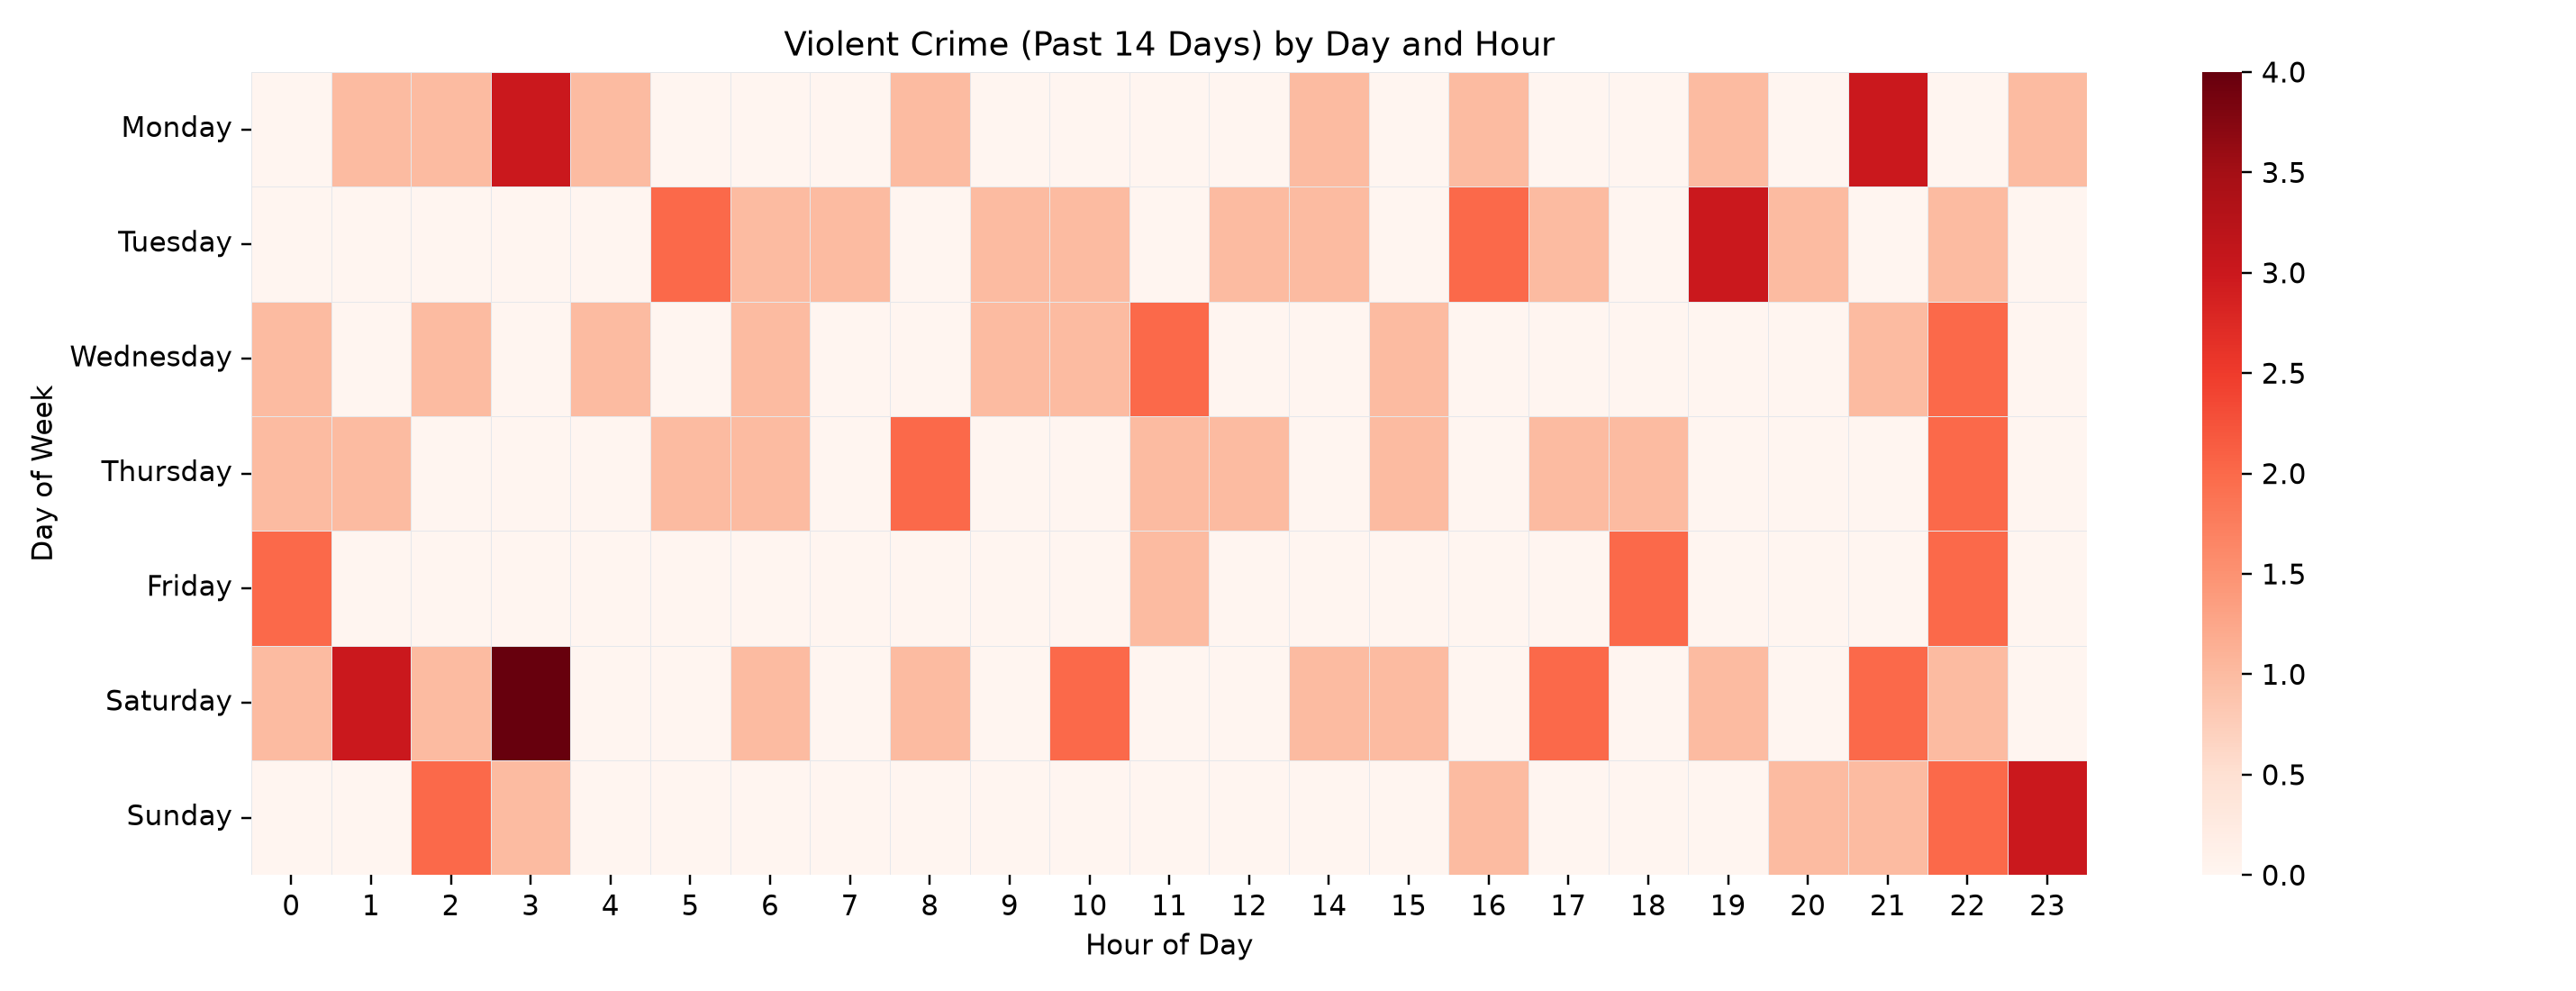 Violent Crime (Past 14 Days) by Day and Hour
Day of Week
Monday
Tuesday
Wednesday
Thursday
Friday
Saturday
Sunday
0 1 2 3 4 5 6 7 8 9 10 11 12 14 15 16 17 18 19 20 21 22 23
Hour of Day
4.0
3.5
3.0
2.5
2.0
1.5
1.0
0.5
0.0